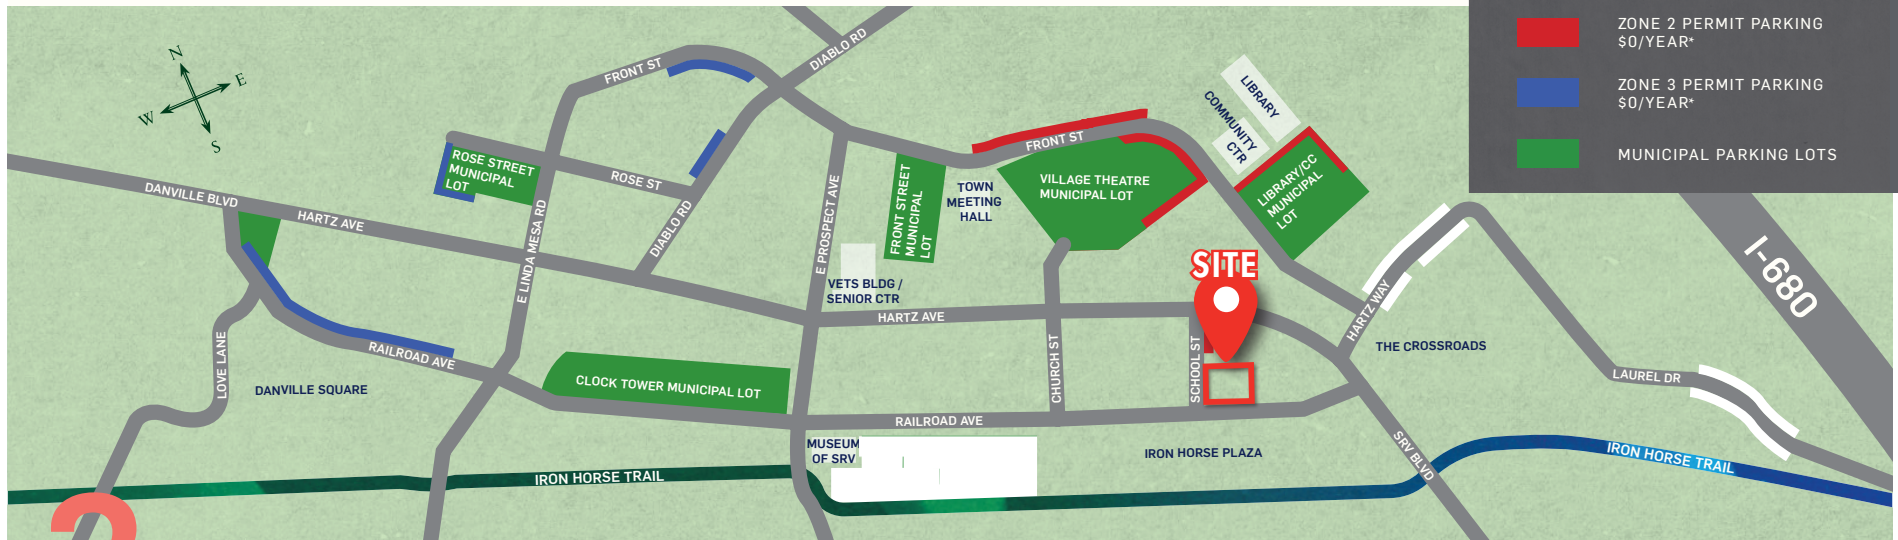 ZONE 2 PERMIT PARKING
$0/YEAR*
ZONE 3 PERMIT PARKING
$0/YEAR*
MUNICIPAL PARKING LOTS
N
E
W
S
FRONT ST
DIABLO RD
LIBRARY
COMMUNITY
CTR
FRONT ST
ROSE STREET
MUNICIPAL
LOT
ROSE ST
DIABLO RD
E PROSPECT AVE
FRONT STREET
MUNICIPAL
LOT
TOWN
MEETING
HALL
VILLAGE THEATRE
MUNICIPAL LOT
LIBRARY/CC
MUNICIPAL
LOT
DANVILLE BLVD
HARTZ AVE
E LINDA MESA RD
VETS BLDG /
SENIOR CTR
SITE
I-680
HARTZ AVE
HARTZ WAY
THE CROSSROADS
LOVE LANE
RAILROAD AVE
DANVILLE SQUARE
CLOCK TOWER MUNICIPAL LOT
CHURCH ST
SCHOOL ST
LAUREL DR
RAILROAD AVE
MUSEUM
OF SRV
IRON HORSE PLAZA
SRV BLVD
IRON HORSE TRAIL
IRON HORSE TRAIL